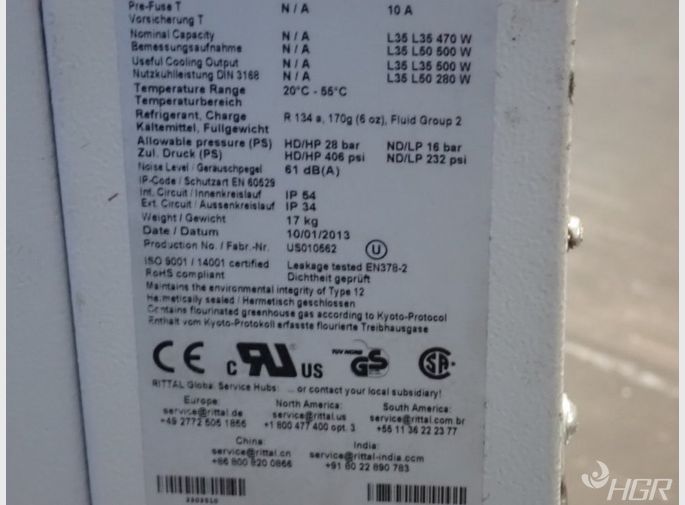 Pre-Fuse T N/A 10 A
Vorsicherung T
Nominal Capacity N/A L35 L35 470 W
Bemessungsaufnahme N/A L35 L50 500 W
Useful Cooling Output N/A L35 L35 500 W
Nutzkühlleistung DIN 3168 N/A L35 L50 280 W
Temperature Range 20°C - 55°C
Temperaturbereich
Refrigerant, Charge R 134 a, 170g (6 oz), Fluid Group 2
Kältemittel, Füllgewicht
Allowable pressure (PS) HD/HP 28 bar ND/LP 16 bar
Zul. Druck (PS) HD/HP 406 psi ND/LP 232 psi
Noise Level / Geräuschpegel 61 dB(A)
IP-Code / Schutzart EN 60529
Int. Circuit / Innenkreislauf IP 54
Ext. Circuit / Aussenkreislauf IP 34
Weight / Gewicht 17 kg
Date / Datum 10/01/2013
Production No. / Fabr.-Nr. US010562 U
ISO 9001 / 14001 certified Leakage tested EN378-2
RoHS compliant Dichtheit geprüft
Maintains the environmental integrity of Type 12
Hermetically sealed / Hermetisch geschlossen
Contains flourinated greenhouse gas according to Kyoto-Protocol
Enthält vom Kyoto-Protokoll erfasste flourierte Treibhausgase
CE c RU US TÜV NORD GS SA
RITTAL Global Service Hubs: ... or contact your local subsidiary!
Europe: North America: South America:
service@rittal.de service@rittal.us service@rittal.com.br
+49 2772 505 1855 +1 800 477 400 opt. 3 +55 11 36 22 23 77
China: India:
service@rittal.cn service@rittal-india.com
+86 800 820 0866 +91 80 22 890 783
3303510
HGR